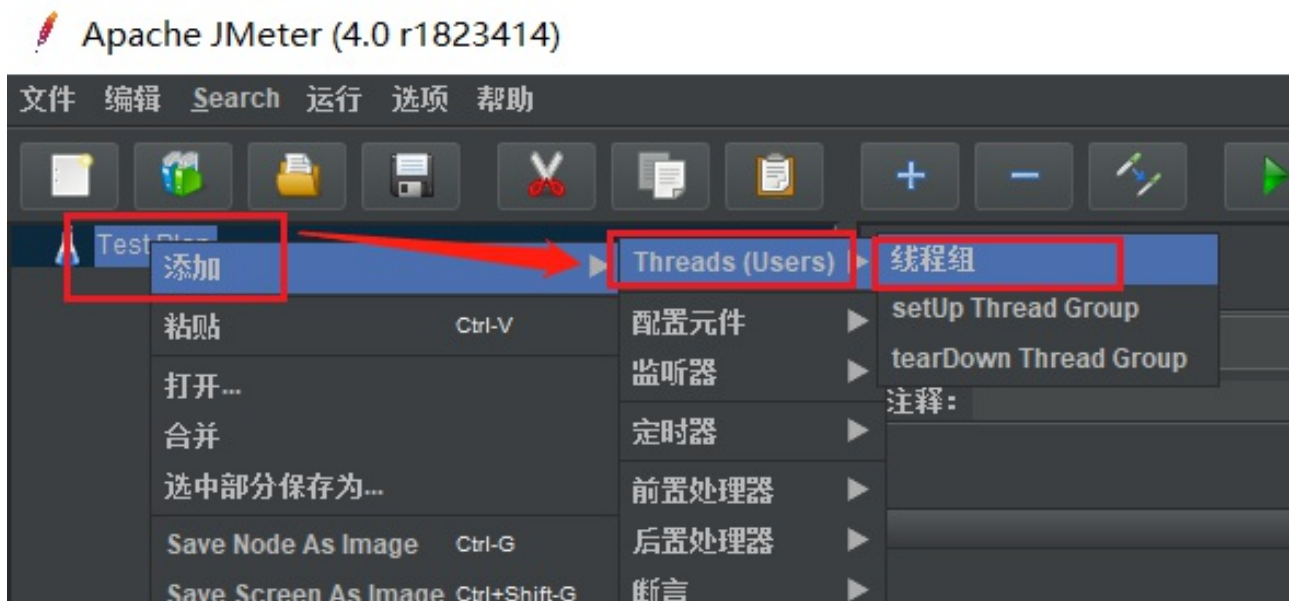 Apache JMeter (4.0 r1823414)
文件 编辑 Search 运行 选项 帮助
Test Plan
添加
粘贴 Ctrl-V
打开...
合并
选中部分保存为...
Save Node As Image Ctrl-G
Save Screen As Image Ctrl+Shift-G
Threads (Users)
配置元件
监听器
定时器
前置处理器
后置处理器
断言
线程组
setUp Thread Group
tearDown Thread Group
注释: